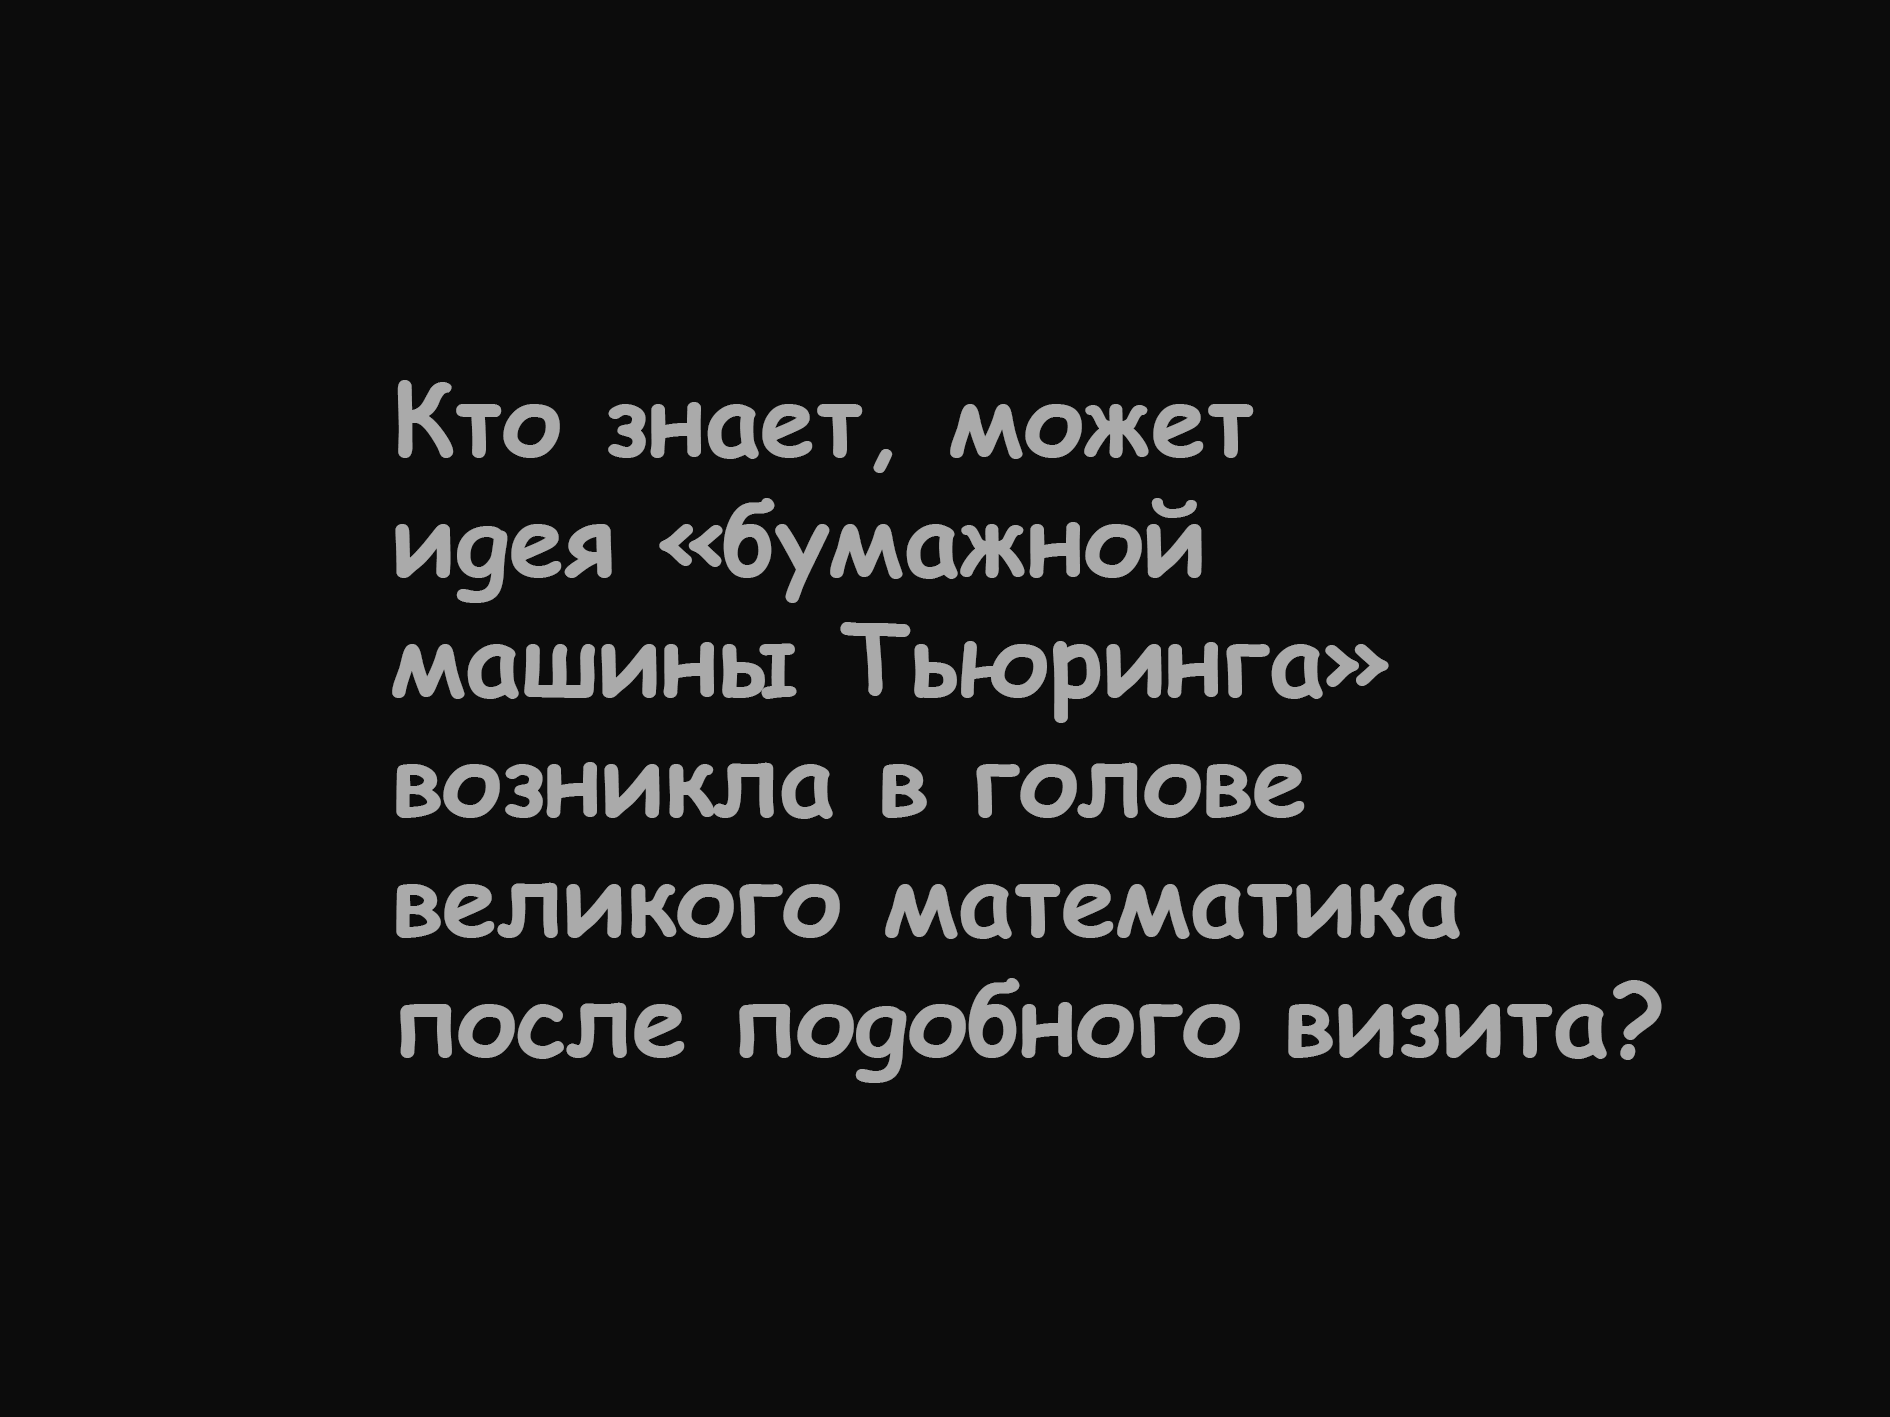 Кто знает, может
идея «бумажной
машины Тьюринга»
возникла в голове
великого математика
после подобного визита?